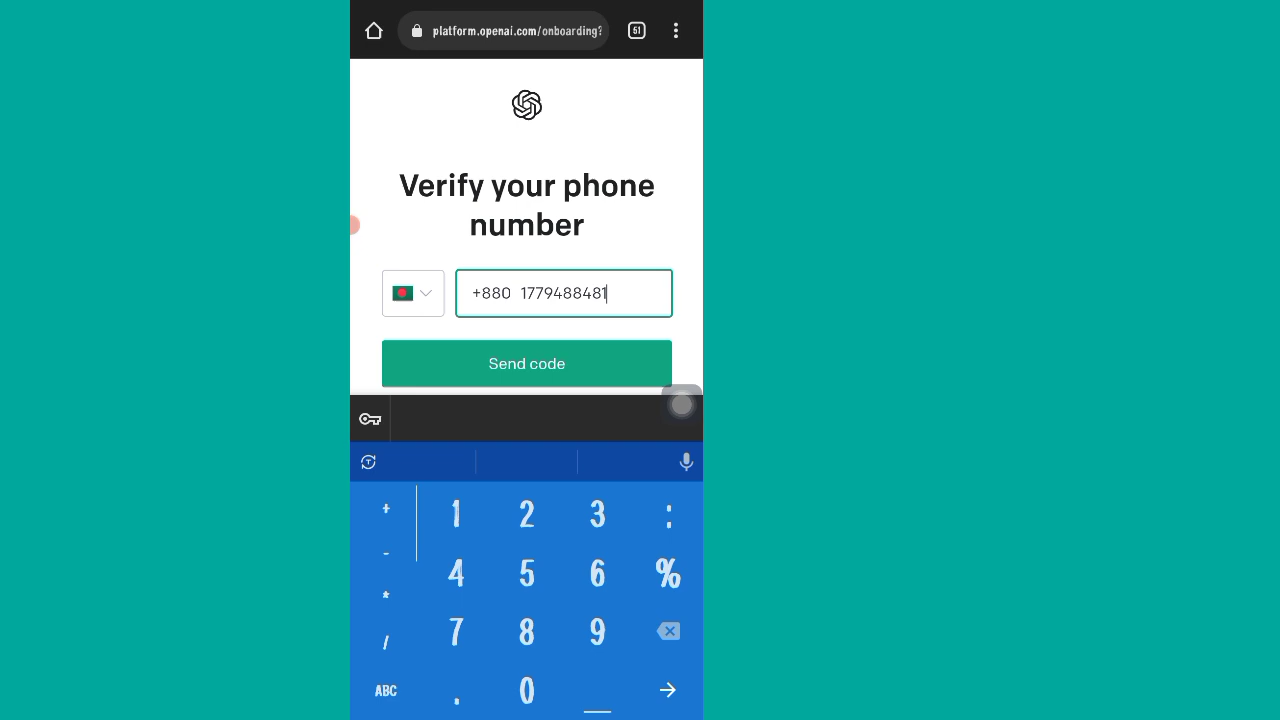 platform.openai.com/onboarding?
51
Verify your phone
number
+880 1779488481
Send code
+ 1 2 3 :
-
4 5 6 %
*
7 8 9
/
ABC . 0 _